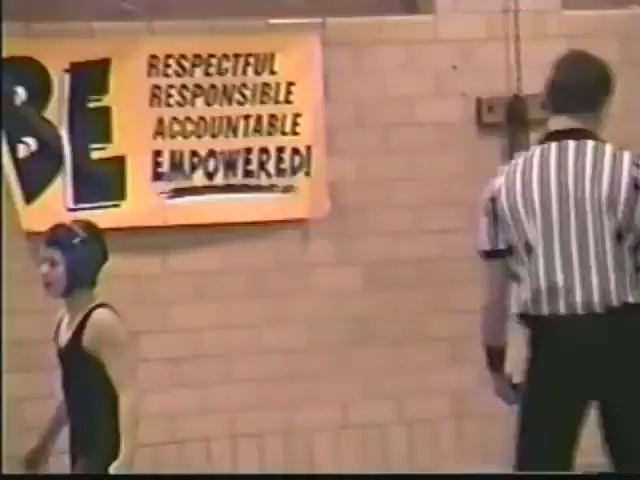 BE
RESPECTFUL
RESPONSIBLE
ACCOUNTABLE
EMPOWERED!